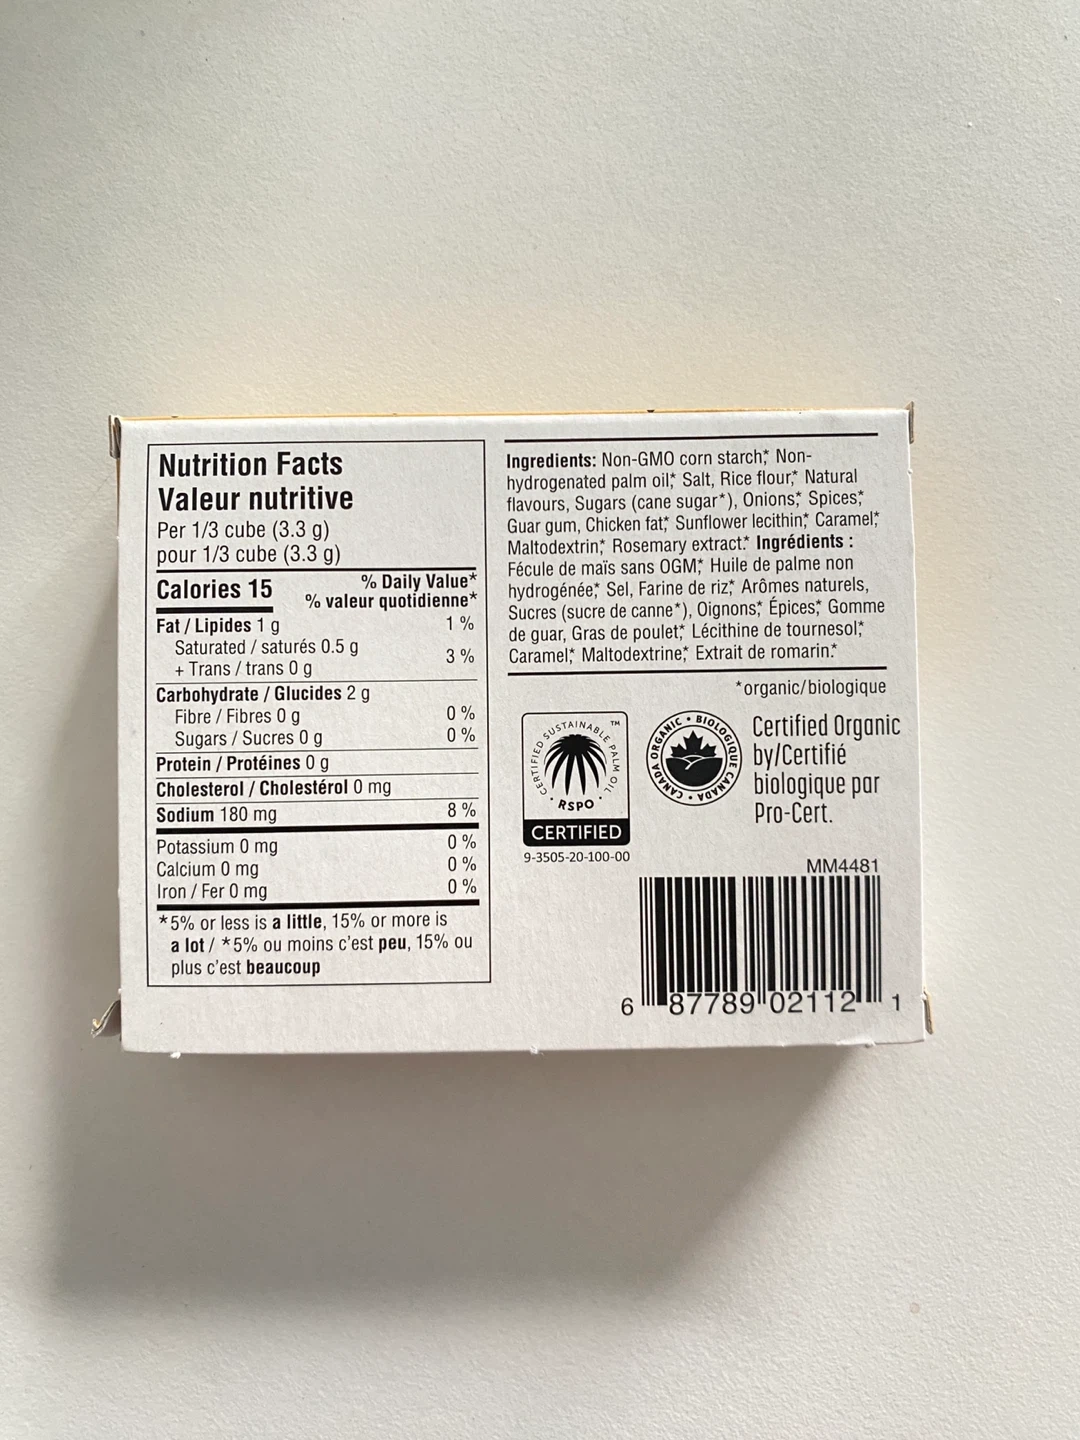 Nutrition Facts
Valeur nutritive
Per 1/3 cube (3.3 g)
pour 1/3 cube (3.3 g)
Calories 15
% Daily Value*
% valeur quotidienne*
Fat / Lipides 1 g 1 %
Saturated / saturés 0.5 g
+ Trans / trans 0 g 3 %
Carbohydrate / Glucides 2 g
Fibre / Fibres 0 g 0 %
Sugars / Sucres 0 g 0 %
Protein / Protéines 0 g
Cholesterol / Cholestérol 0 mg
Sodium 180 mg 8 %
Potassium 0 mg 0 %
Calcium 0 mg 0 %
Iron / Fer 0 mg 0 %
*5% or less is a little, 15% or more is
a lot / *5% ou moins c'est peu, 15% ou
plus c'est beaucoup
Ingredients: Non-GMO corn starch,* Non-
hydrogenated palm oil,* Salt, Rice flour,* Natural
flavours, Sugars (cane sugar*), Onions,* Spices,*
Guar gum, Chicken fat,* Sunflower lecithin,* Caramel,*
Maltodextrin,* Rosemary extract.* Ingrédients :
Fécule de maïs sans OGM,* Huile de palme non
hydrogénée,* Sel, Farine de riz,* Arômes naturels,
Sucres (sucre de canne*), Oignons,* Épices,* Gomme
de guar, Gras de poulet,* Lécithine de tournesol,*
Caramel,* Maltodextrine,* Extrait de romarin.*
*organic/biologique
CERTIFIED SUSTAINABLE PALM OIL TM
RSPO
CERTIFIED
9-3505-20-100-00
CANADA ORGANIC • BIOLOGIQUE CANADA •
Certified Organic
by/Certifié
biologique par
Pro-Cert.
MM4481
6 87789 02112 1